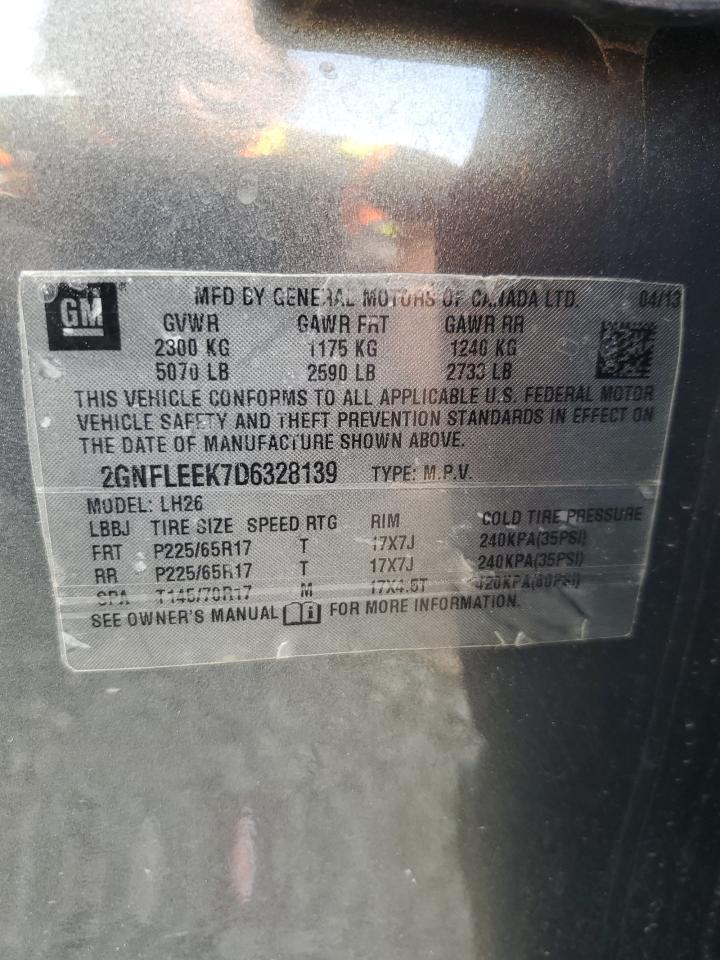 GM
MFD BY GENERAL MOTORS OF CANADA LTD. 04/13
GVWR GAWR FRT GAWR RR
2300 KG 1175 KG 1240 KG
5070 LB 2590 LB 2733 LB
THIS VEHICLE CONFORMS TO ALL APPLICABLE U.S. FEDERAL MOTOR
VEHICLE SAFETY AND THEFT PREVENTION STANDARDS IN EFFECT ON
THE DATE OF MANUFACTURE SHOWN ABOVE.
2GNFLEEK7D6328139 TYPE: M.P.V.
MODEL: LH26
LBBJ TIRE SIZE SPEED RTG RIM COLD TIRE PRESSURE
FRT P225/65R17 T 17X7J 240KPA(35PSI)
RR P225/65R17 T 17X7J 240KPA(35PSI)
SPA T145/70R17 M 17X4.5T 420KPA(60PSI)
SEE OWNER'S MANUAL FOR MORE INFORMATION.